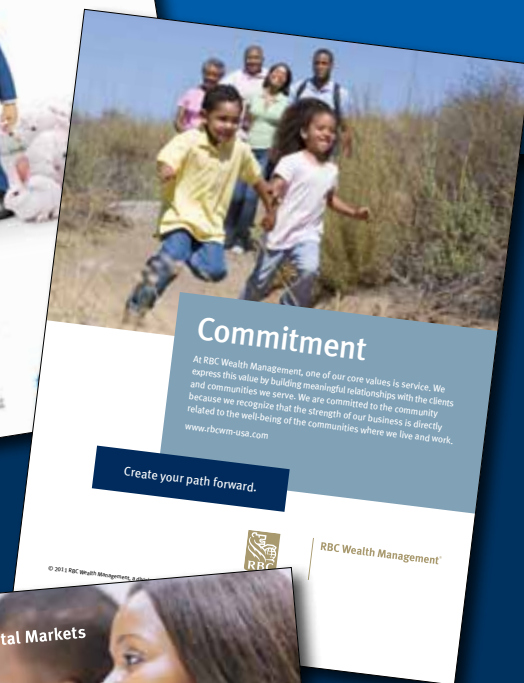 Commitment
At RBC Wealth Management, one of our core values is service. We
express this value by building meaningful relationships with the clients
and communities we serve. We are committed to the community
because we recognize that the strength of our business is directly
related to the well-being of the communities where we live and work.
www.rbcwm-usa.com
Create your path forward.
RBC
RBC Wealth Management®
© 2011 RBC Wealth Management, a
tal Markets